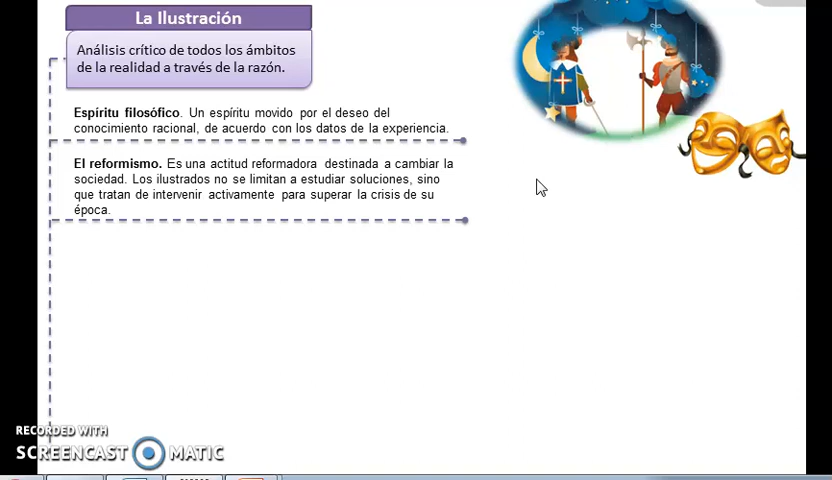 La Ilustración
Análisis crítico de todos los ámbitos
de la realidad a través de la razón.
Espíritu filosófico. Un espíritu movido por el deseo del
conocimiento racional, de acuerdo con los datos de la experiencia.
El reformismo. Es una actitud reformadora destinada a cambiar la
sociedad. Los ilustrados no se limitan a estudiar soluciones, sino
que tratan de intervenir activamente para superar la crisis de su
época.
RECORDED WITH
SCREENCAST MATIC